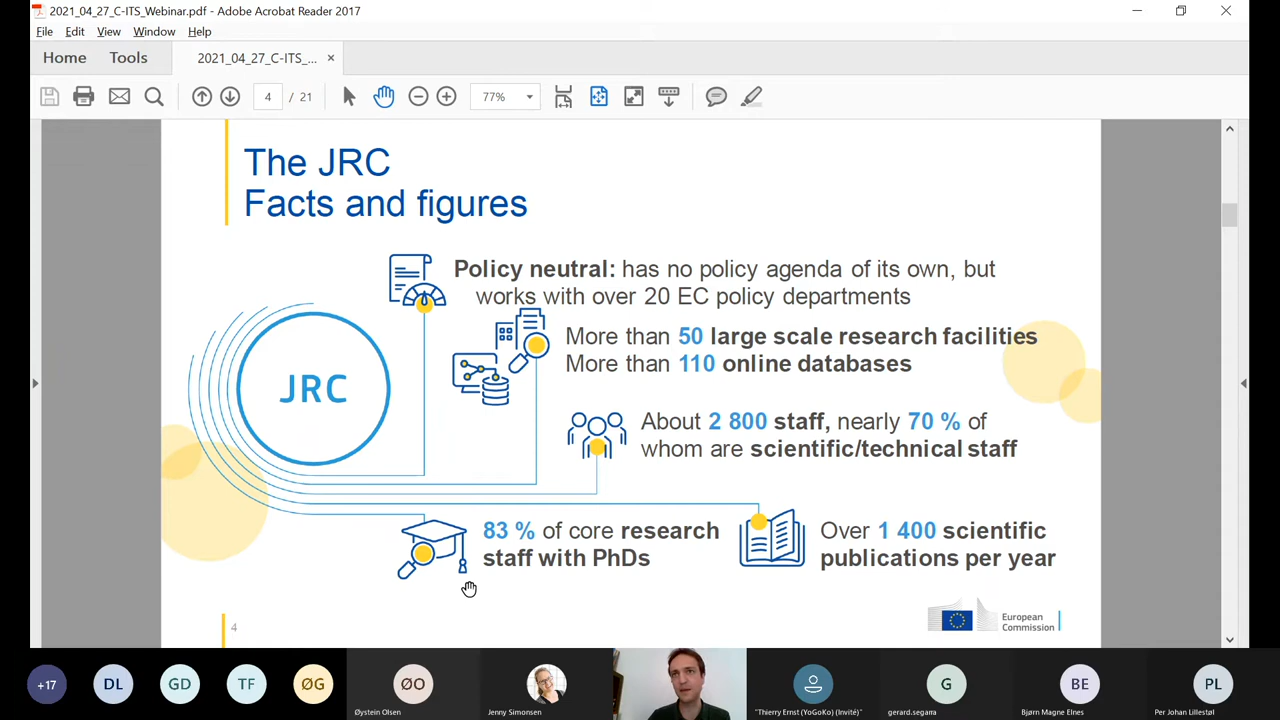 2021_04_27_C-ITS_Webinar.pdf - Adobe Acrobat Reader 2017
File Edit View Window Help
Home Tools 2021_04_27_C-ITS_... ×
4 / 21 77%
The JRC
Facts and figures
Policy neutral: has no policy agenda of its own, but
works with over 20 EC policy departments
More than 50 large scale research facilities
More than 110 online databases
JRC
About 2 800 staff, nearly 70 % of
whom are scientific/technical staff
83 % of core research
staff with PhDs
Over 1 400 scientific
publications per year
4
European
Commission
+17 DL GD TF ØG ØO G BE PL
Øystein Olsen Jenny Simonsen "Thierry Ernst (YoGoKo) (Invité)" gerard.segarra Bjørn Magne Elnes Per Johan Lillestøl